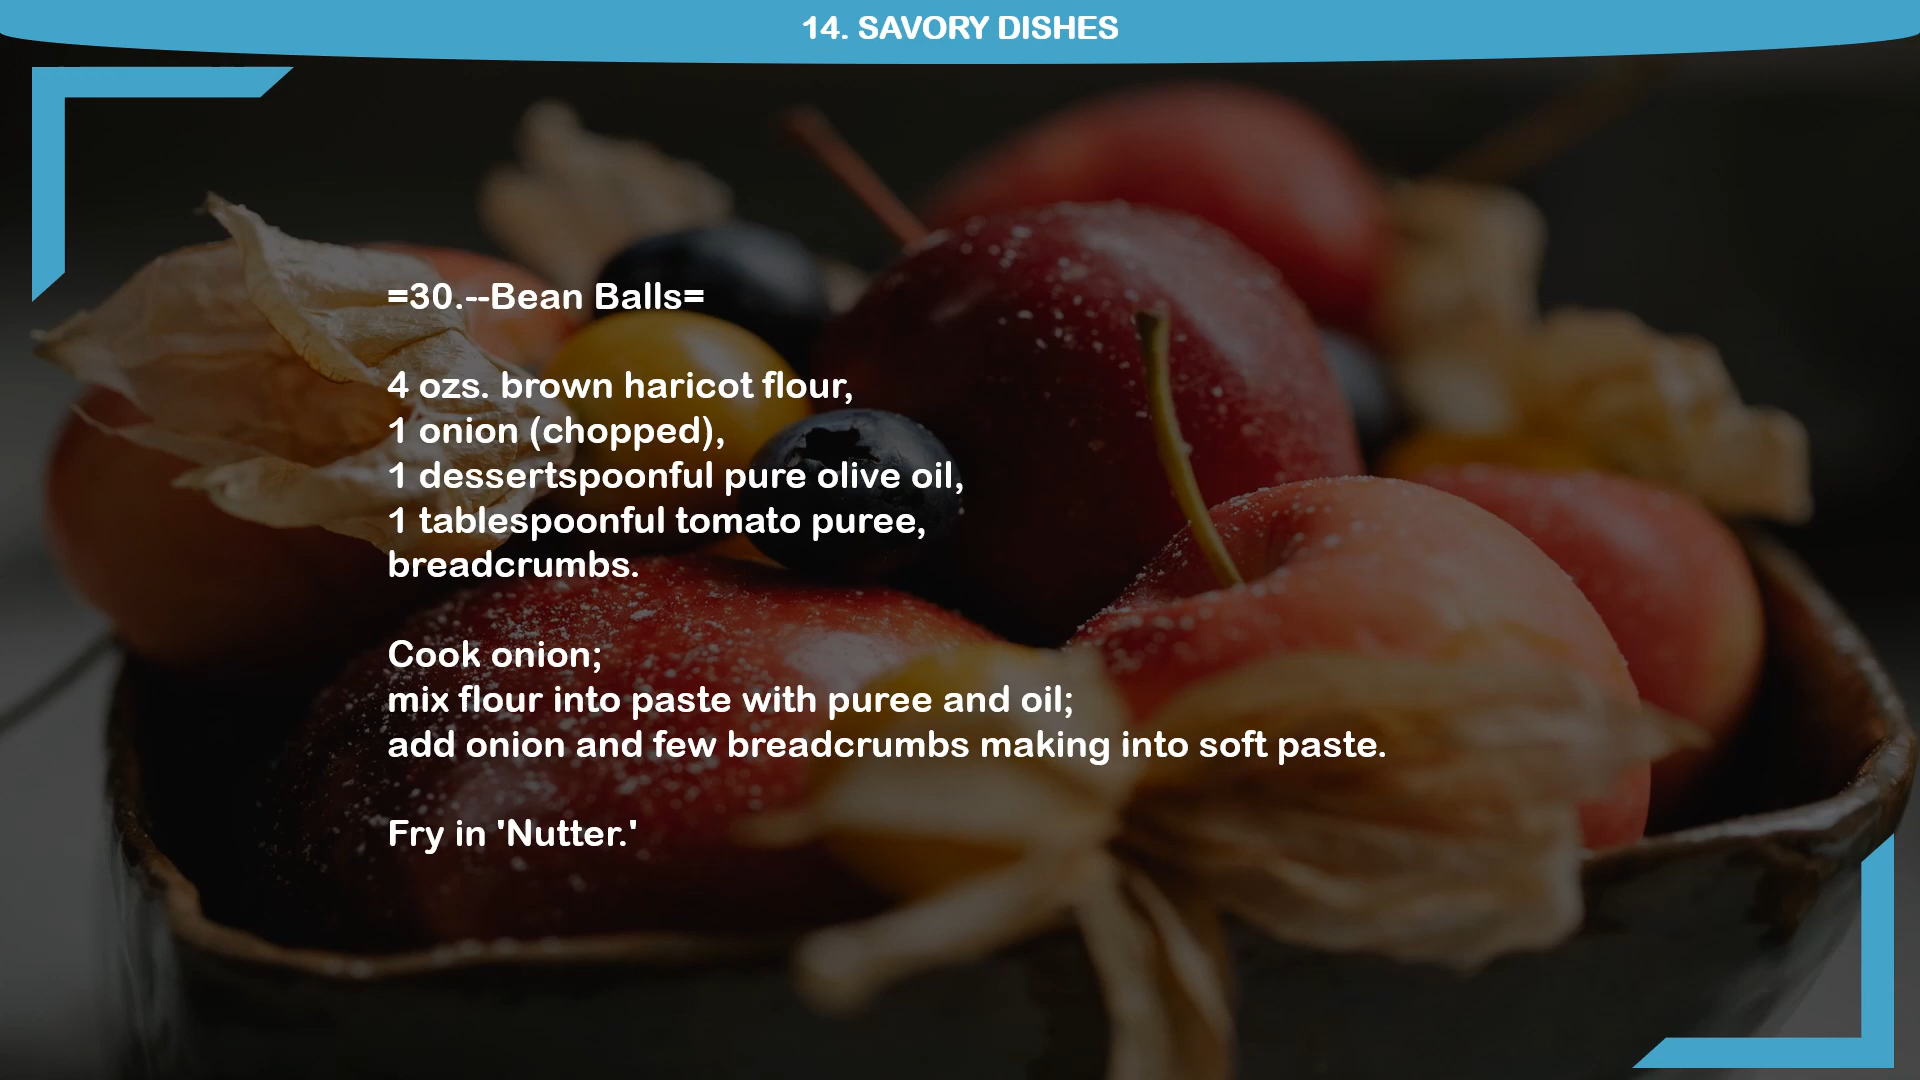 14. SAVORY DISHES
=30.--Bean Balls=
4 ozs. brown haricot flour,
1 onion (chopped),
1 dessertspoonful pure olive oil,
1 tablespoonful tomato puree,
breadcrumbs.
Cook onion;
mix flour into paste with puree and oil;
add onion and few breadcrumbs making into soft paste.
Fry in 'Nutter.'